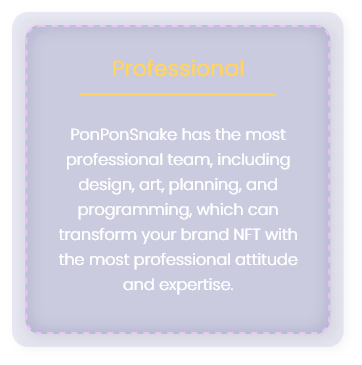 Professional
PonPonSnake has the most
professional team, including
design, art, planning, and
programming, which can
transform your brand NFT with
the most professional attitude
and expertise.